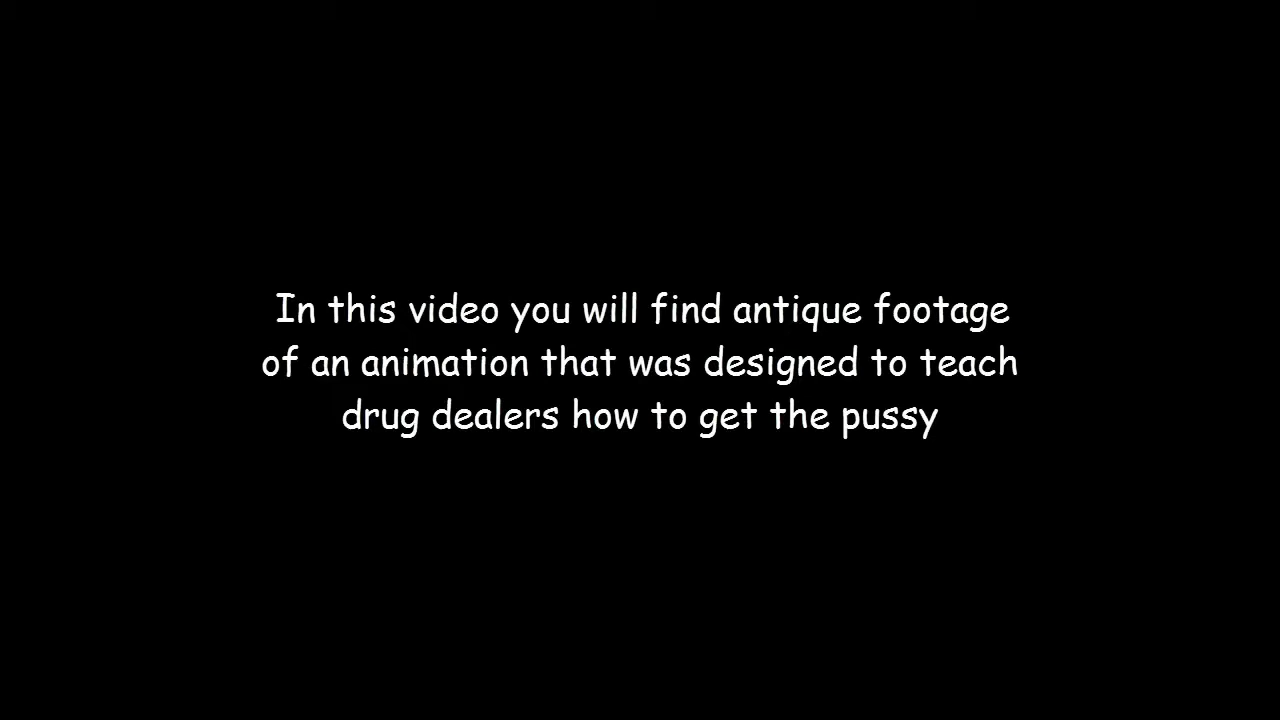 In this video you will find antique footage
of an animation that was designed to teach
drug dealers how to get the pussy